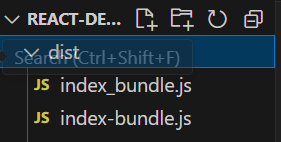 REACT-DE...
dist
Search (Ctrl+Shift+F)
JS index_bundle.js
JS index-bundle.js